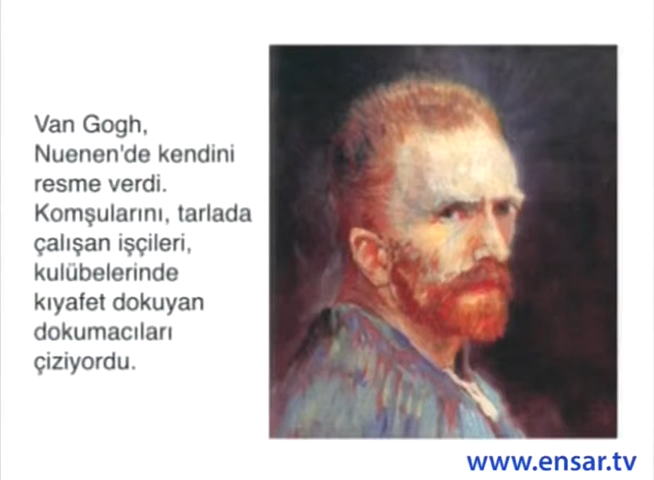 Van Gogh,
Nuenen'de kendini
resme verdi.
Komşularını, tarlada
çalışan işçileri,
kulübelerinde
kıyafet dokuyan
dokumacıları
çiziyordu.
www.ensar.tv